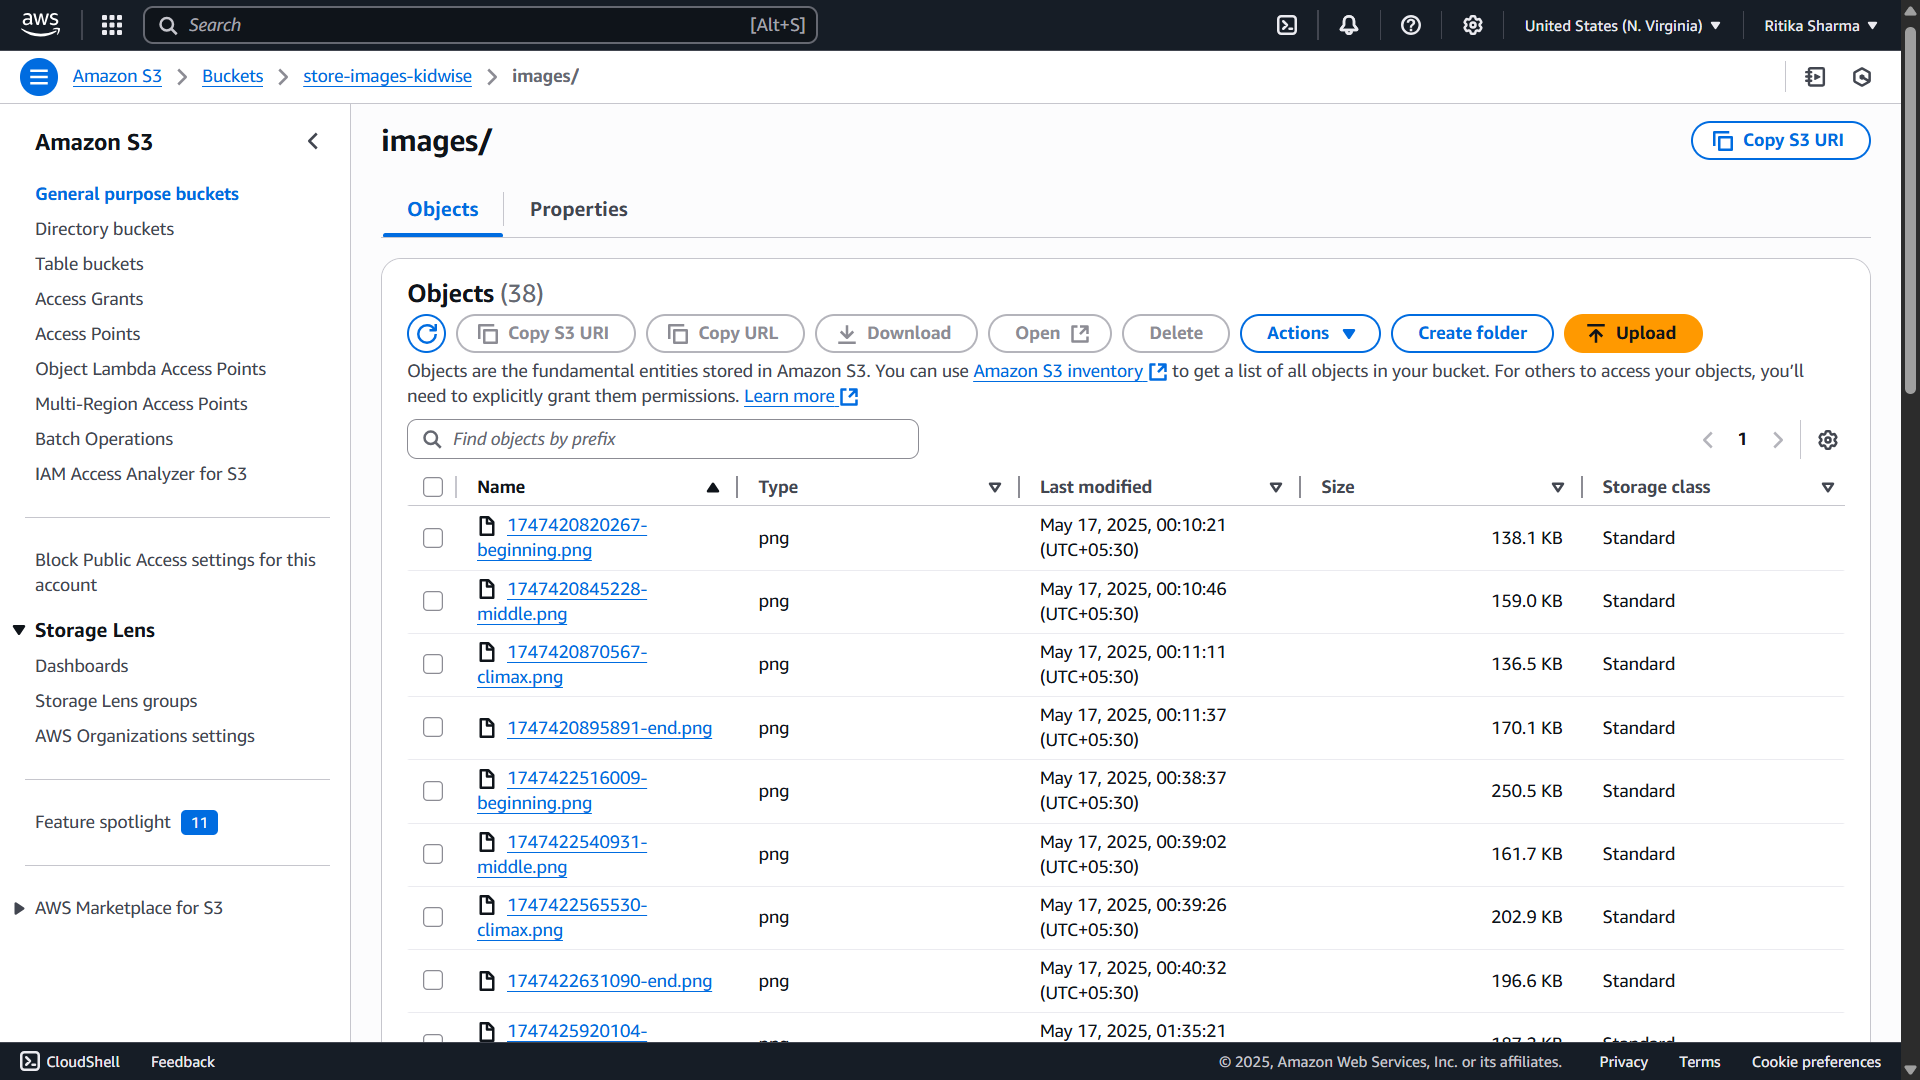 aws
Search
[Alt+S]
United States (N. Virginia)
Ritika Sharma
Amazon S3
Buckets
store-images-kidwise
images/
Amazon S3
General purpose buckets
Directory buckets
Table buckets
Access Grants
Access Points
Object Lambda Access Points
Multi-Region Access Points
Batch Operations
IAM Access Analyzer for S3
Block Public Access settings for this
account
Storage Lens
Dashboards
Storage Lens groups
AWS Organizations settings
Feature spotlight 11
AWS Marketplace for S3
images/
Copy S3 URI
Objects
Properties
Objects (38)
Copy S3 URI
Copy URL
Download
Open
Delete
Actions
Create folder
Upload
Objects are the fundamental entities stored in Amazon S3. You can use Amazon S3 inventory to get a list of all objects in your bucket. For others to access your objects, you'll
need to explicitly grant them permissions. Learn more
Find objects by prefix
1
Name
Type
Last modified
Size
Storage class
1747420820267-
beginning.png
png
May 17, 2025, 00:10:21
(UTC+05:30)
138.1 KB
Standard
1747420845228-
middle.png
png
May 17, 2025, 00:10:46
(UTC+05:30)
159.0 KB
Standard
1747420870567-
climax.png
png
May 17, 2025, 00:11:11
(UTC+05:30)
136.5 KB
Standard
1747420895891-end.png
png
May 17, 2025, 00:11:37
(UTC+05:30)
170.1 KB
Standard
1747422516009-
beginning.png
png
May 17, 2025, 00:38:37
(UTC+05:30)
250.5 KB
Standard
1747422540931-
middle.png
png
May 17, 2025, 00:39:02
(UTC+05:30)
161.7 KB
Standard
1747422565530-
climax.png
png
May 17, 2025, 00:39:26
(UTC+05:30)
202.9 KB
Standard
1747422631090-end.png
png
May 17, 2025, 00:40:32
(UTC+05:30)
196.6 KB
Standard
1747425920104-
May 17, 2025, 01:35:21
CloudShell
Feedback
© 2025, Amazon Web Services, Inc. or its affiliates.
Privacy
Terms
Cookie preferences